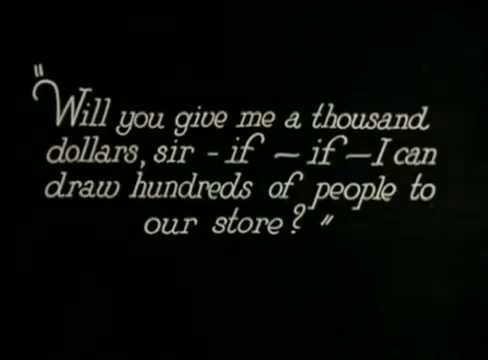 "Will you give me a thousand
dollars, sir - if — if — I can
draw hundreds of people to
our store?"